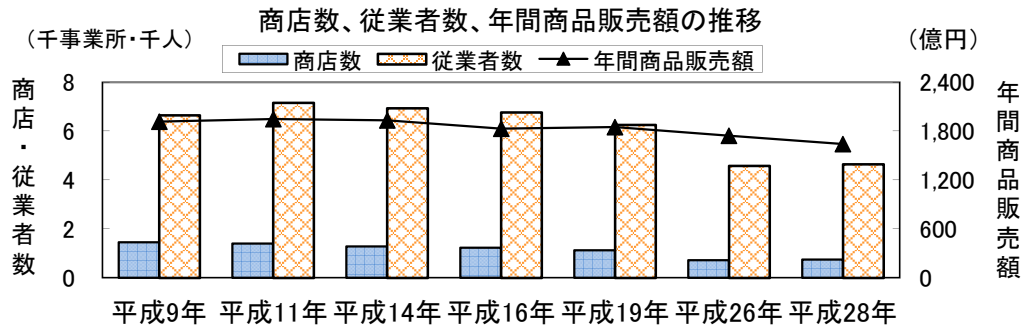 商店数、従業者数、年間商品販売額の推移
（千事業所・千人）
（億円）
商店数 従業者数 年間商品販売額
商店・従業者数
8
6
4
2
0
2,400
1,800
1,200
600
0
年間商品販売額
平成9年 平成11年 平成14年 平成16年 平成19年 平成26年 平成28年